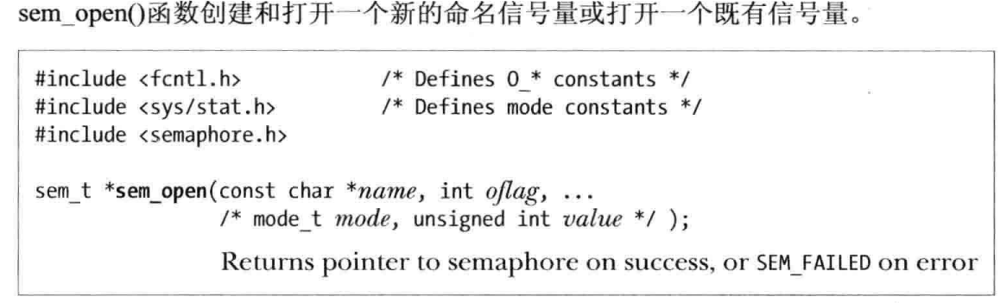 sem_open()函数创建和打开一个新的命名信号量或打开一个既有信号量。
#include <fcntl.h> /* Defines O_* constants */
#include <sys/stat.h> /* Defines mode constants */
#include <semaphore.h>
sem_t *sem_open(const char *name, int oflag, ...
/* mode_t mode, unsigned int value */ );
Returns pointer to semaphore on success, or SEM_FAILED on error